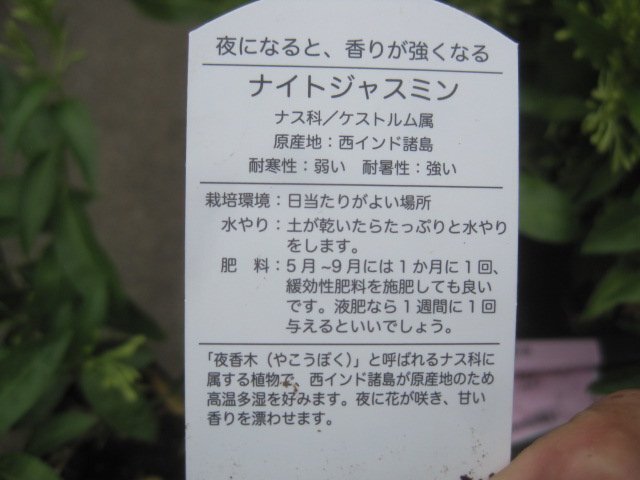 夜になると、香りが強くなる
ナイトジャスミン
ナス科／ケストルム属
原産地：西インド諸島
耐寒性：弱い　耐暑性：強い
栽培環境：日当たりがよい場所
水やり：土が乾いたらたっぷりと水やり
をします。
肥　料：５月~９月には１か月に１回、
緩効性肥料を施肥しても良い
です。液肥なら１週間に１回
与えるといいでしょう。
「夜香木（やこうぼく）」と呼ばれるナス科に
属する植物で、西インド諸島が原産地のため
高温多湿を好みます。夜に花が咲き、甘い
香りを漂わせます。